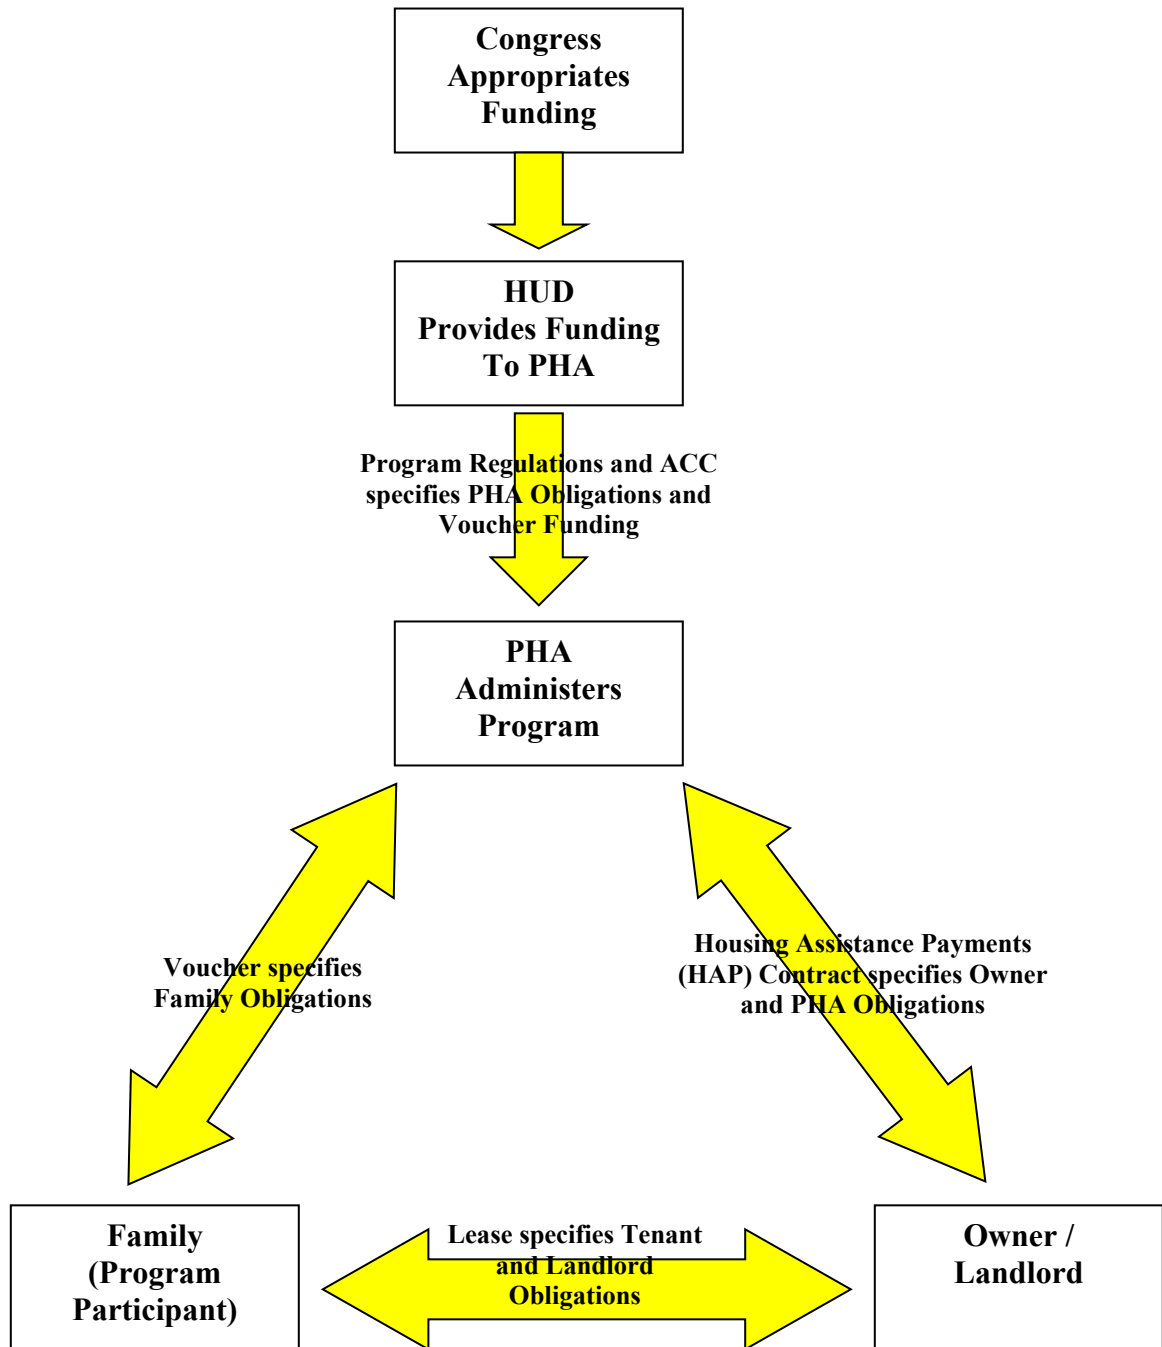 Congress
Appropriates
Funding
HUD
Provides Funding
To PHA
Program Regulations and ACC
specifies PHA Obligations and
Voucher Funding
PHA
Administers
Program
Voucher specifies
Family Obligations
Housing Assistance Payments
(HAP) Contract specifies Owner
and PHA Obligations
Family
(Program
Participant)
Lease specifies Tenant
and Landlord
Obligations
Owner /
Landlord